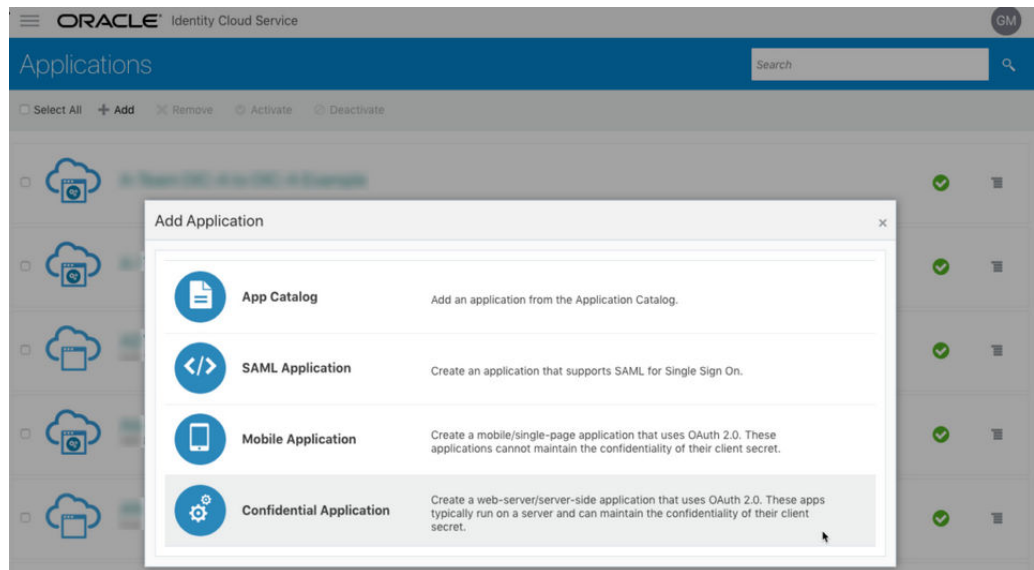 ORACLE® Identity Cloud Service
GM
Applications
Search
Select All Add Remove Activate Deactivate
Add Application
×
App Catalog
Add an application from the Application Catalog.
SAML Application
Create an application that supports SAML for Single Sign On.
Mobile Application
Create a mobile/single-page application that uses OAuth 2.0. These
applications cannot maintain the confidentiality of their client secret.
Confidential Application
Create a web-server/server-side application that uses OAuth 2.0. These apps
typically run on a server and can maintain the confidentiality of their client
secret.